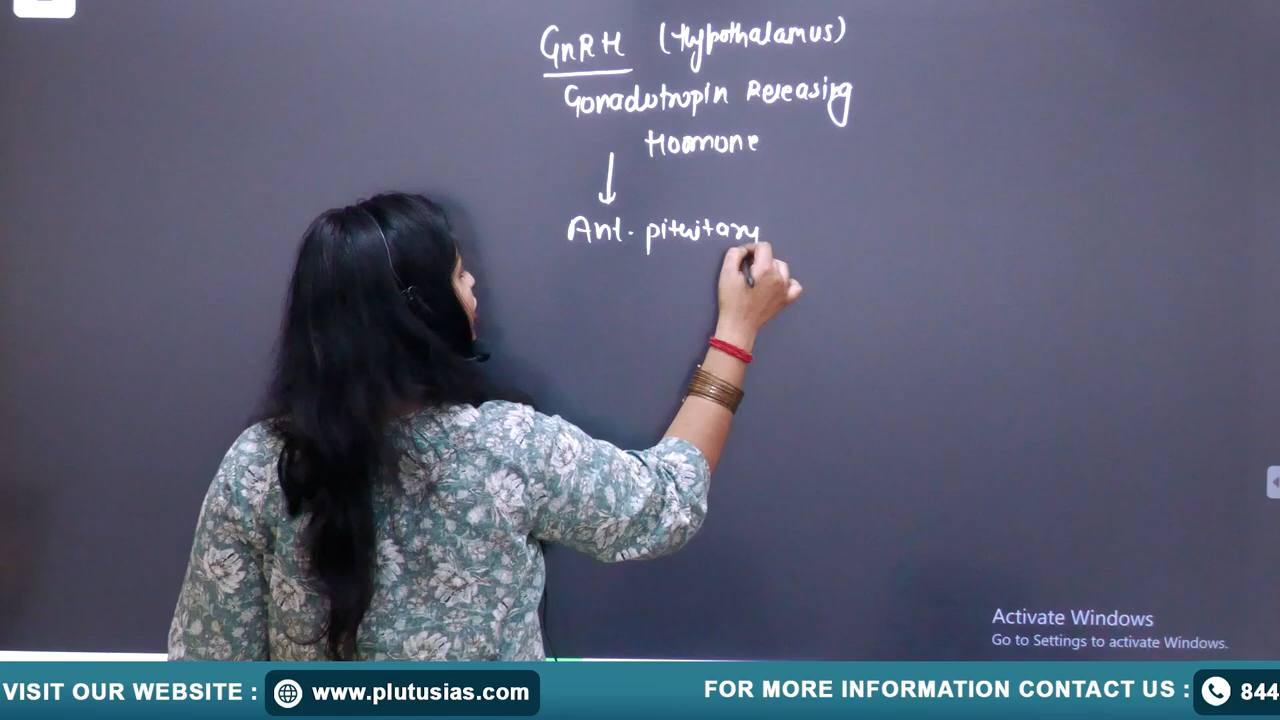 GnRH (Hypothalamus)
Gonadotropin Releasing
Hormone
Ant. pituitary
Activate Windows
Go to Settings to activate Windows.
VISIT OUR WEBSITE : www.plutusias.com
FOR MORE INFORMATION CONTACT US : 844